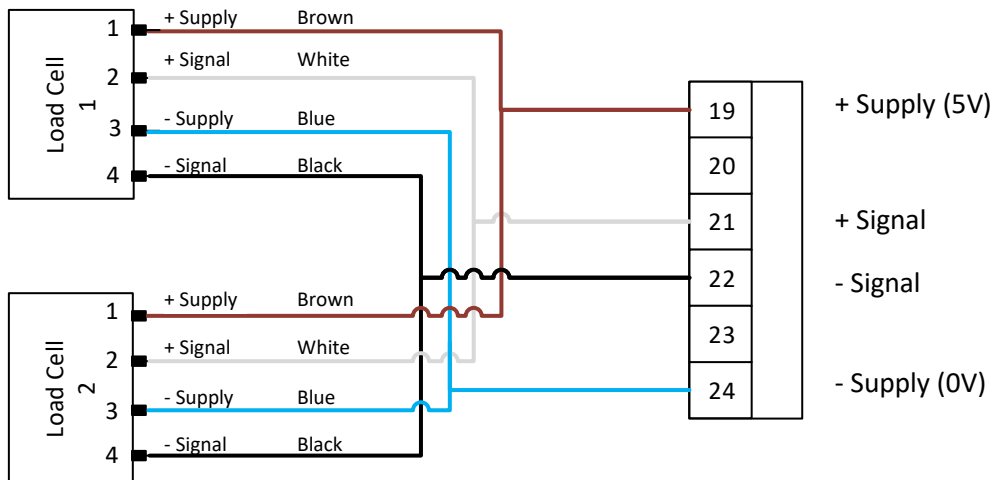 Load Cell
1
1 + Supply Brown
2 + Signal White
3 - Supply Blue
4 - Signal Black
Load Cell
2
1 + Supply Brown
2 + Signal White
3 - Supply Blue
4 - Signal Black
19 + Supply (5V)
20
21 + Signal
22 - Signal
23
24 - Supply (0V)